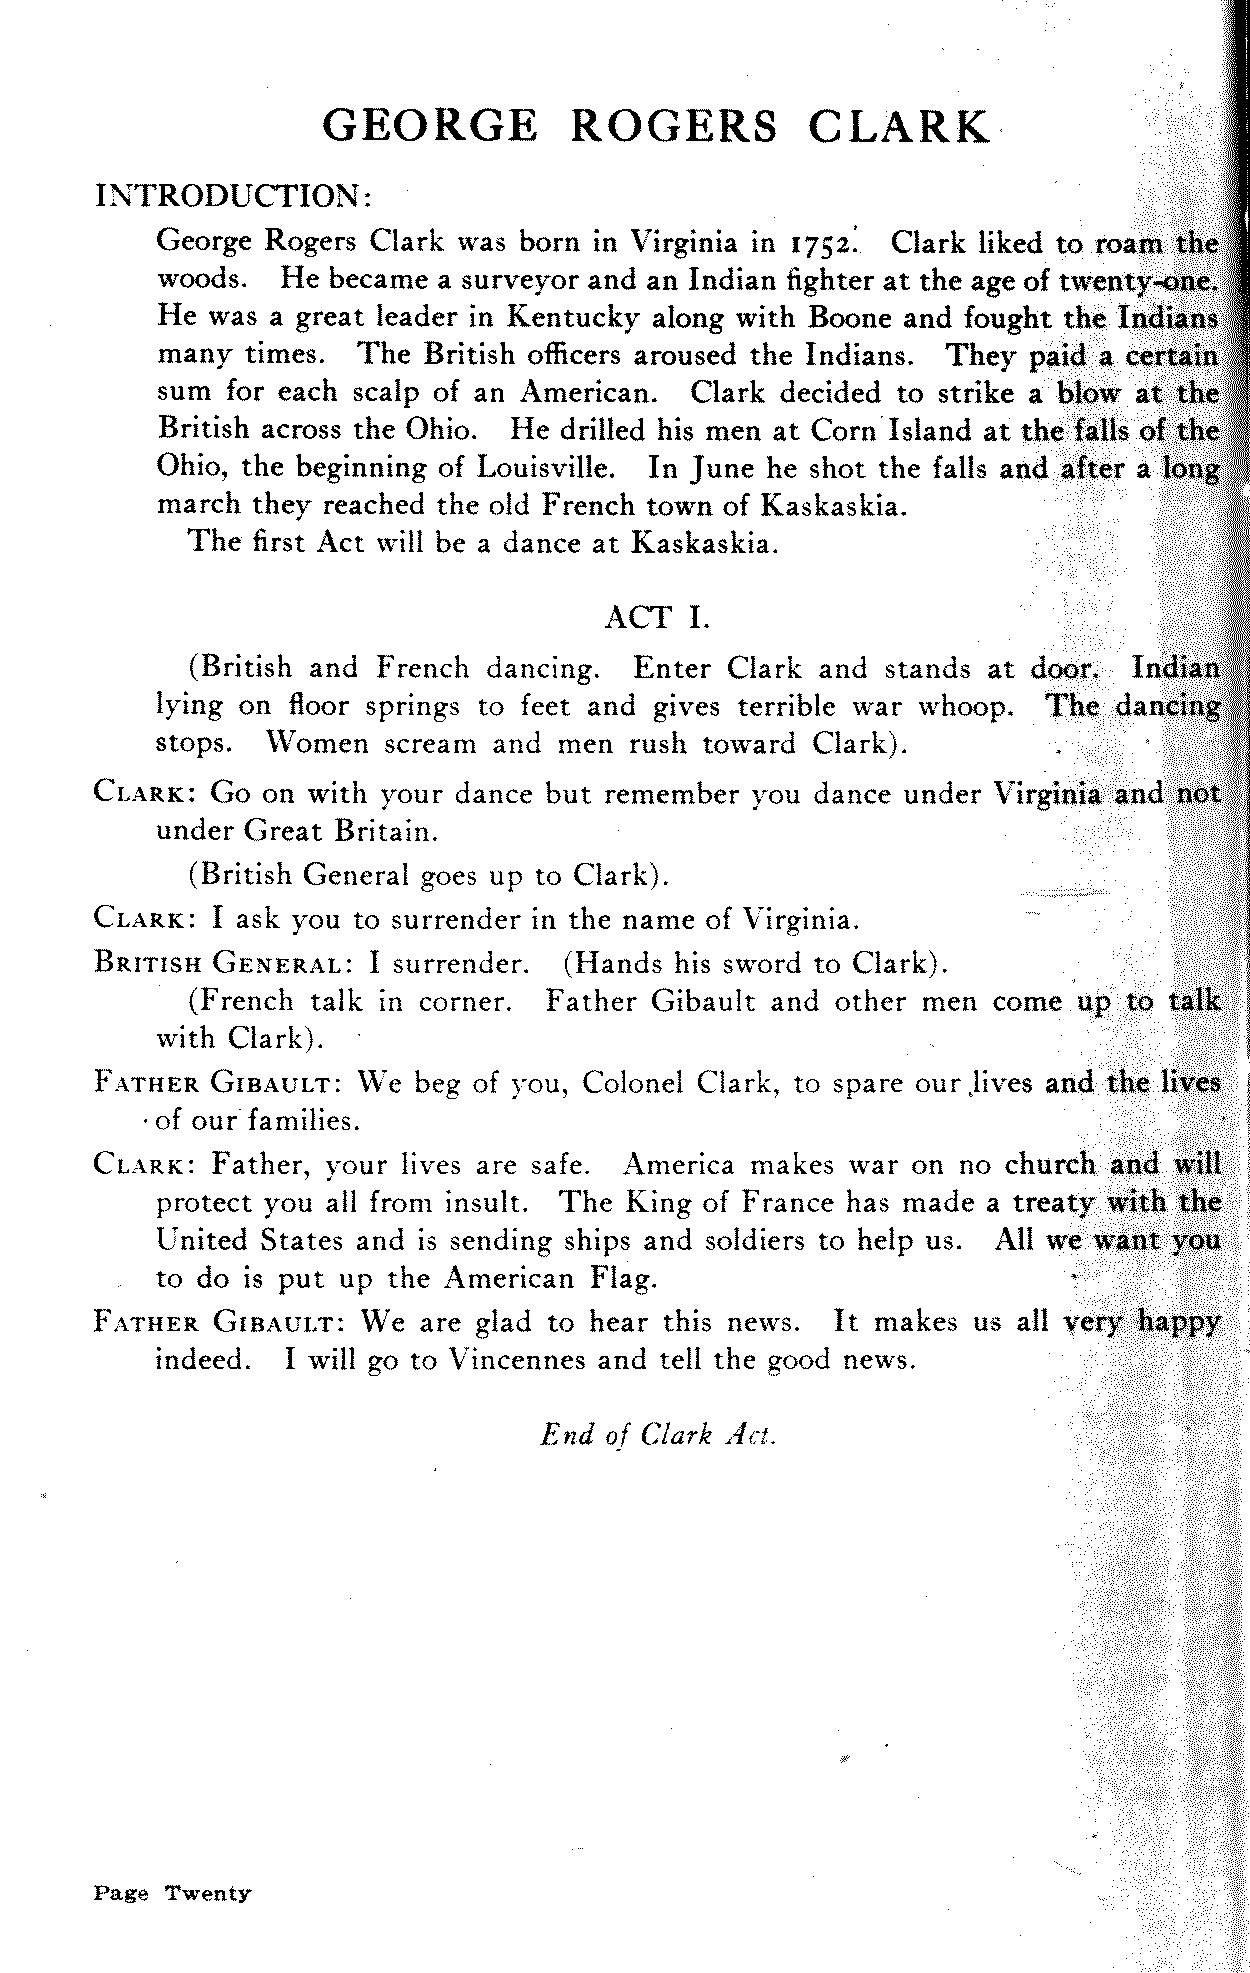 GEORGE ROGERS CLARK
INTRODUCTION:
George Rogers Clark was born in Virginia in 1752. Clark liked to roam the
woods. He became a surveyor and an Indian fighter at the age of twenty-one.
He was a great leader in Kentucky along with Boone and fought the Indians
many times. The British officers aroused the Indians. They paid a certain
sum for each scalp of an American. Clark decided to strike a blow at the
British across the Ohio. He drilled his men at Corn Island at the falls of the
Ohio, the beginning of Louisville. In June he shot the falls and after a long
march they reached the old French town of Kaskaskia.
The first Act will be a dance at Kaskaskia.
ACT I.
(British and French dancing. Enter Clark and stands at door. Indian
lying on floor springs to feet and gives terrible war whoop. The dancing
stops. Women scream and men rush toward Clark).
CLARK: Go on with your dance but remember you dance under Virginia and not
under Great Britain.
(British General goes up to Clark).
CLARK: I ask you to surrender in the name of Virginia.
BRITISH GENERAL: I surrender. (Hands his sword to Clark).
(French talk in corner. Father Gibault and other men come up to talk
with Clark).
FATHER GIBAULT: We beg of you, Colonel Clark, to spare our lives and the lives
of our families.
CLARK: Father, your lives are safe. America makes war on no church and will
protect you all from insult. The King of France has made a treaty with the
United States and is sending ships and soldiers to help us. All we want you
to do is put up the American Flag.
FATHER GIBAULT: We are glad to hear this news. It makes us all very happy
indeed. I will go to Vincennes and tell the good news.
End of Clark Act.
Page Twenty